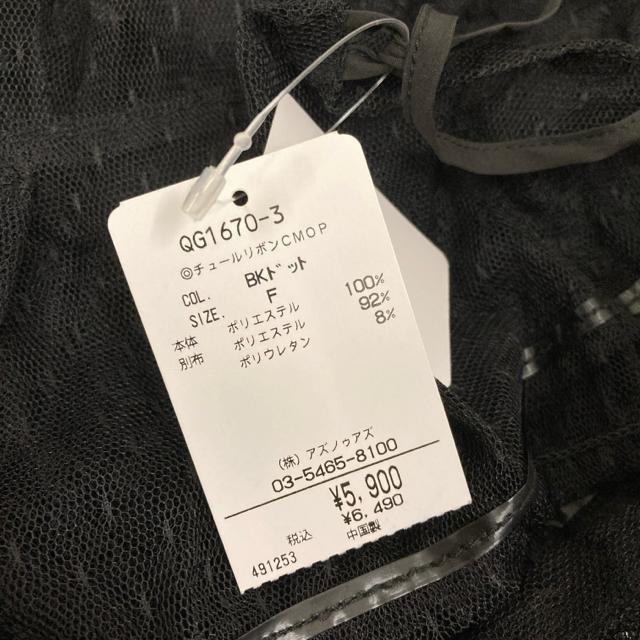 QG1670-3
©チュールリボンCMOP
COL. BKドット
SIZE. F
本体 ポリエステル 100%
別布 ポリエステル 92%
ポリウレタン 8%
(株) アズノゥアズ
03-5465-8100
¥5,900
税込 ¥6,490
491253 中国製